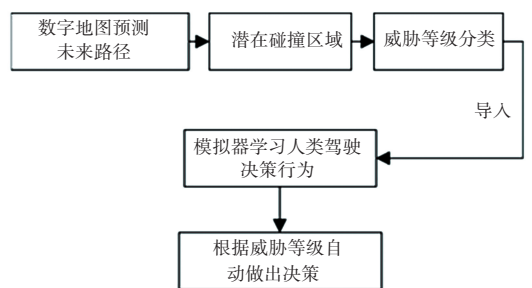 数字地图预测
未来路径
潜在碰撞区域
威胁等级分类
导入
模拟器学习人类驾驶
决策行为
根据威胁等级自
动做出决策